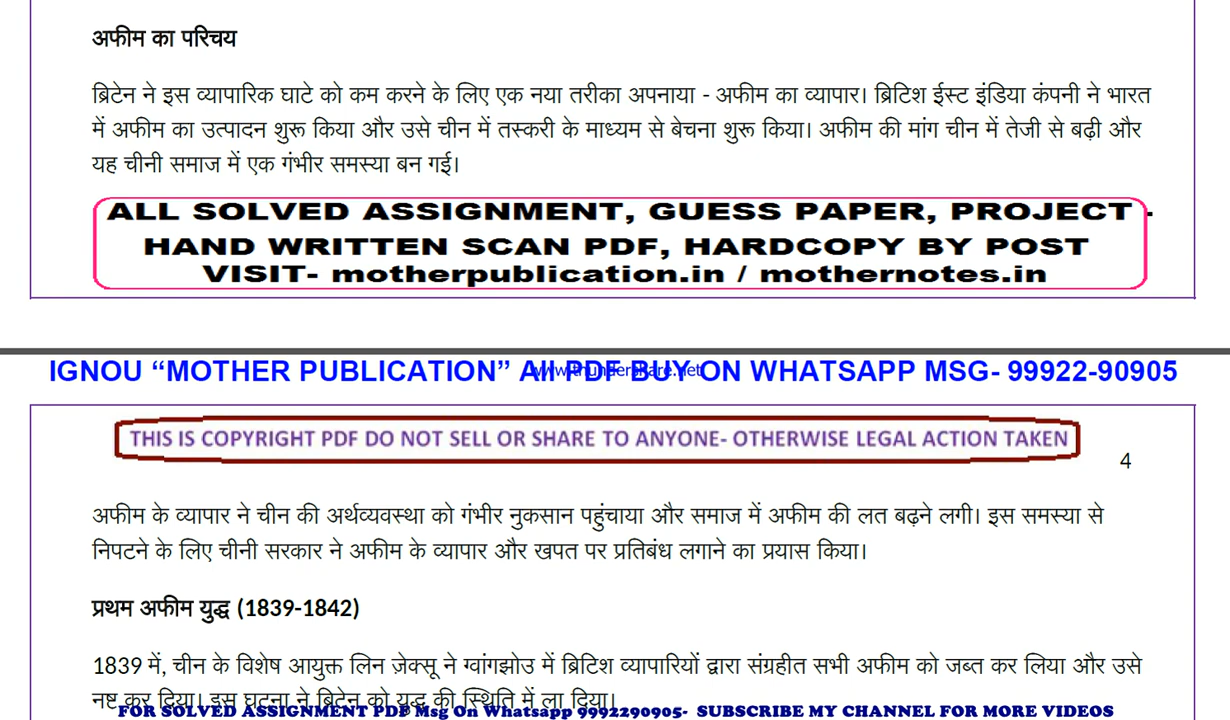 अफीम का परिचय
ब्रिटेन ने इस व्यापारिक घाटे को कम करने के लिए एक नया तरीका अपनाया - अफीम का व्यापार। ब्रिटिश ईस्ट इंडिया कंपनी ने भारत
में अफीम का उत्पादन शुरू किया और उसे चीन में तस्करी के माध्यम से बेचना शुरू किया। अफीम की मांग चीन में तेजी से बढ़ी और
यह चीनी समाज में एक गंभीर समस्या बन गई।
ALL SOLVED ASSIGNMENT, GUESS PAPER, PROJECT -
HAND WRITTEN SCAN PDF, HARDCOPY BY POST
VISIT- motherpublication.in / mothernotes.in
IGNOU “MOTHER PUBLICATION” All PDF BUY ON WHATSAPP MSG- 99922-90905
www.thundershare.net
THIS IS COPYRIGHT PDF DO NOT SELL OR SHARE TO ANYONE- OTHERWISE LEGAL ACTION TAKEN
4
अफीम के व्यापार ने चीन की अर्थव्यवस्था को गंभीर नुकसान पहुंचाया और समाज में अफीम की लत बढ़ने लगी। इस समस्या से
निपटने के लिए चीनी सरकार ने अफीम के व्यापार और खपत पर प्रतिबंध लगाने का प्रयास किया।
प्रथम अफीम युद्ध (1839-1842)
1839 में, चीन के विशेष आयुक्त लिन ज़ेक्सू ने ग्वांगझोउ में ब्रिटिश व्यापारियों द्वारा संग्रहीत सभी अफीम को जब्त कर लिया और उसे
नष्ट कर दिया। इस घटना ने ब्रिटेन को युद्ध की स्थिति में ला दिया।
FOR SOLVED ASSIGNMENT PDF Msg On Whatsapp 9992290905- SUBSCRIBE MY CHANNEL FOR MORE VIDEOS